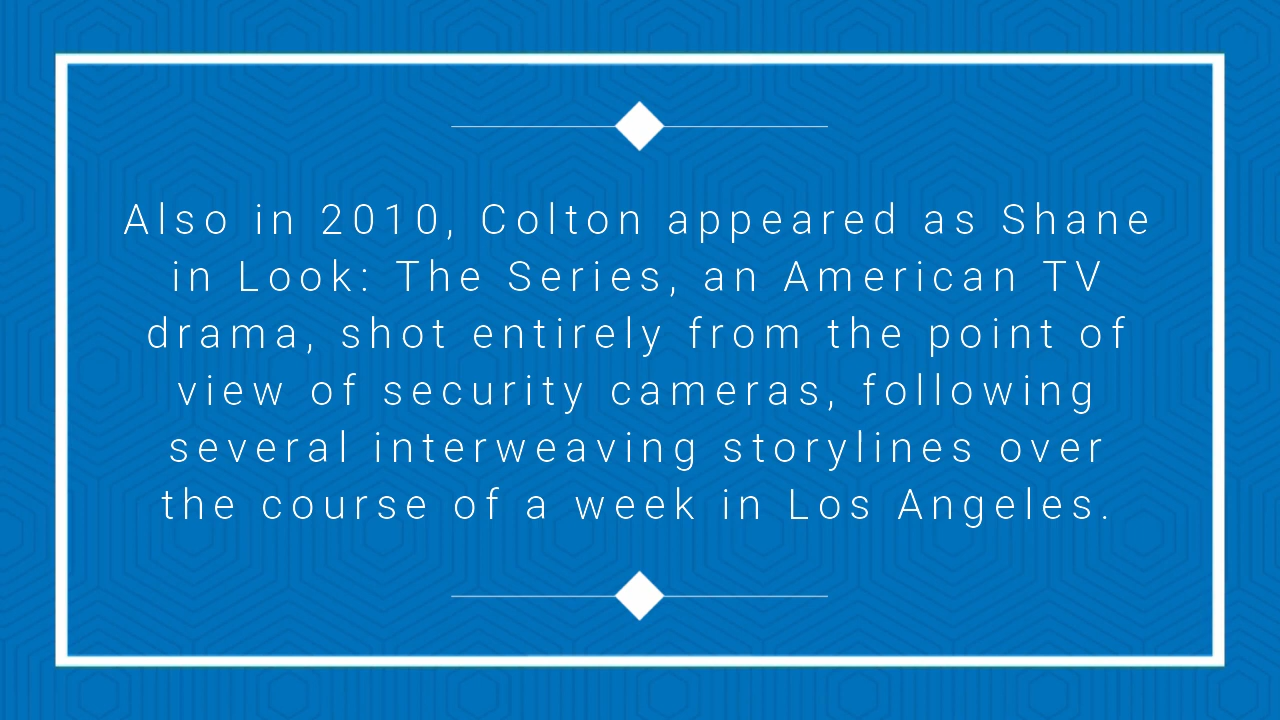 Also in 2010, Colton appeared as Shane
in Look: The Series, an American TV
drama, shot entirely from the point of
view of security cameras, following
several interweaving storylines over
the course of a week in Los Angeles.